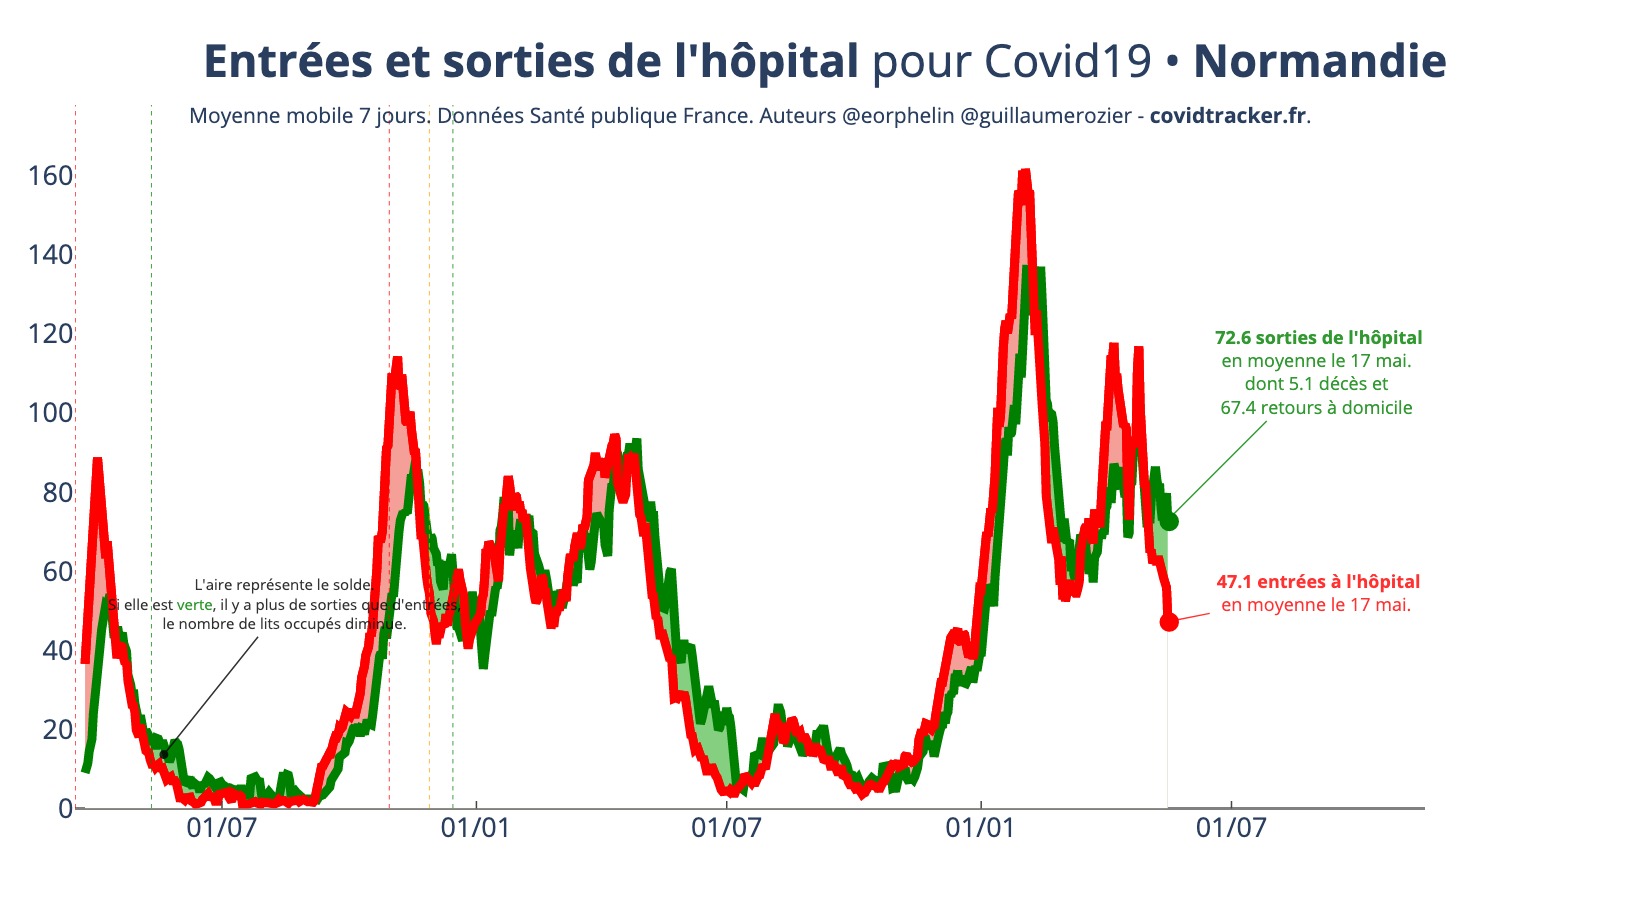 Entrées et sorties de l'hôpital pour Covid19 • Normandie
Moyenne mobile 7 jours. Données Santé publique France. Auteurs @eorphelin @guillaumerozier - covidtracker.fr.
160
140
120
100
80
60
40
20
0
72.6 sorties de l'hôpital
en moyenne le 17 mai.
dont 5.1 décès et
67.4 retours à domicile
47.1 entrées à l'hôpital
en moyenne le 17 mai.
L'aire représente le solde.
Si elle est verte, il y a plus de sorties que d'entrées,
le nombre de lits occupés diminue.
01/07
01/01
01/07
01/01
01/07